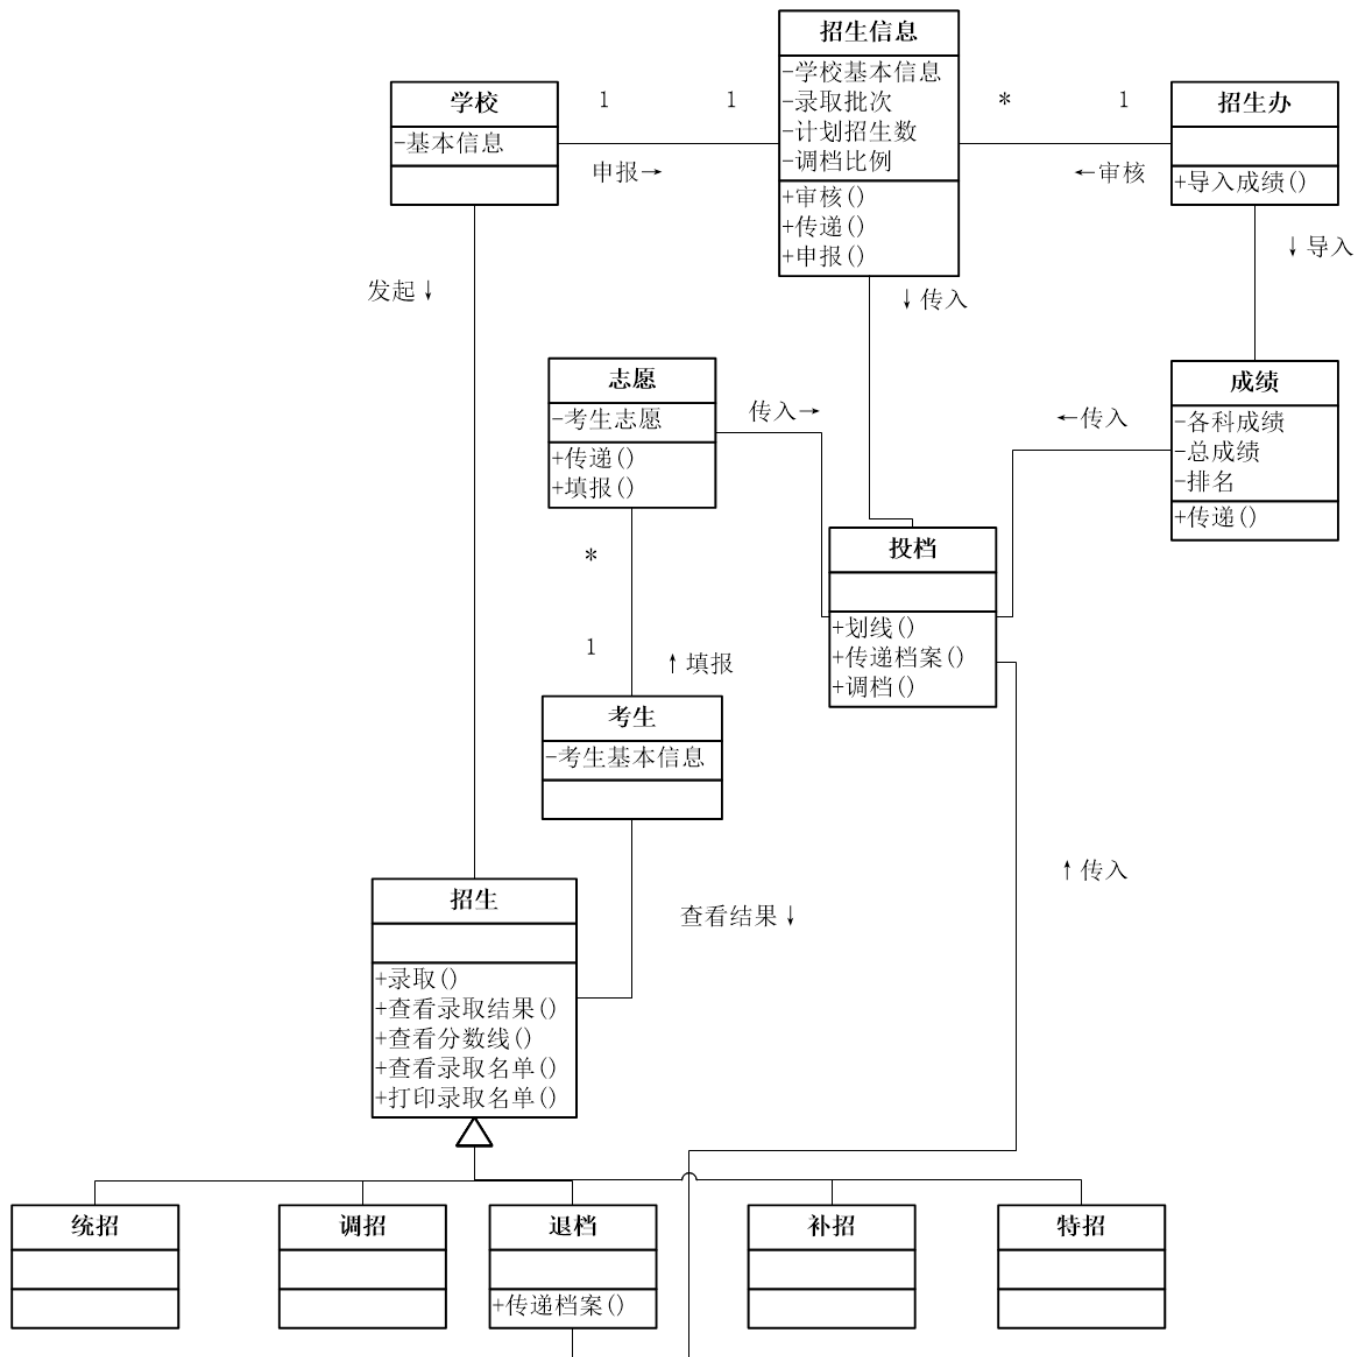 招生信息
-学校基本信息
-录取批次
-计划招生数
-调档比例
+审核()
+传递()
+申报()
学校
-基本信息
1
1
申报→
*
1
←审核
招生办
+导入成绩()
↓导入
发起↓
↓传入
志愿
-考生志愿
+传递()
+填报()
传入→
←传入
成绩
-各科成绩
-总成绩
-排名
+传递()
投档
+划线()
+传递档案()
+调档()
*
1
↑填报
考生
-考生基本信息
↑传入
查看结果↓
招生
+录取()
+查看录取结果()
+查看分数线()
+查看录取名单()
+打印录取名单()
统招
调招
退档
+传递档案()
补招
特招